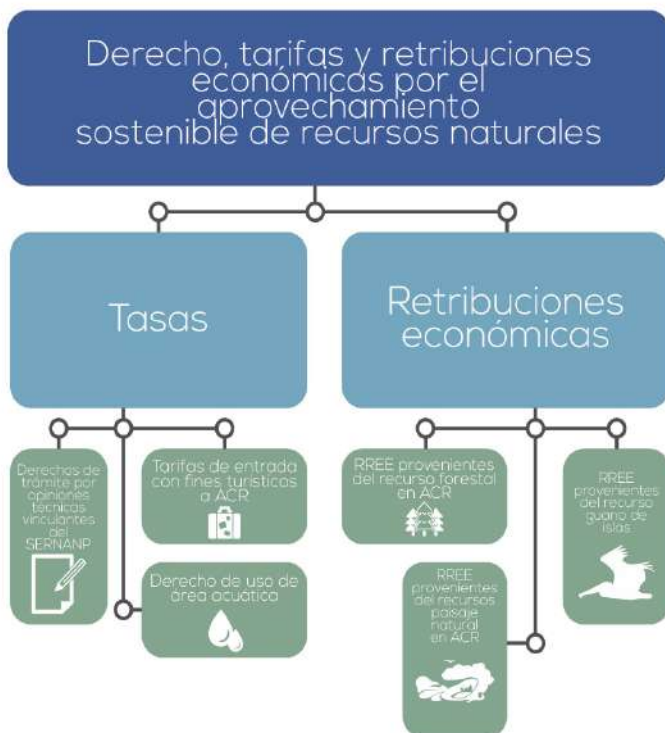 Derecho, tarifas y retribuciones
económicas por el
aprovechamiento
sostenible de recursos naturales
Tasas
Retribuciones
económicas
Derechos de
trámite por
opiniones
técnicas
vinculantes
del
SERNANP
Tarifas de entrada
con fines turísticos
a ACR
Derecho de uso de
área acuática
RREE provenientes
del recurso forestal
en ACR
RREE
provenientes
del recursos
paisaje
natural
en ACR
RREE
provenientes
del recurso
guano de
islas